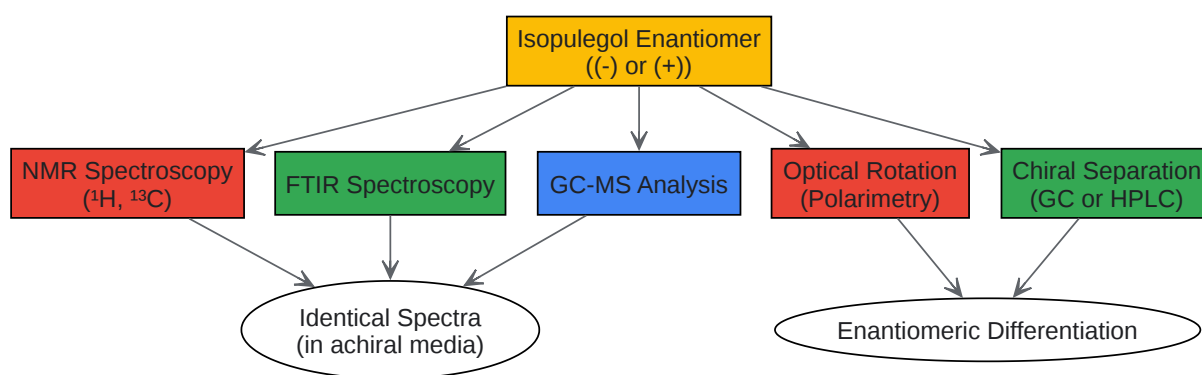 Isopulegol Enantiomer
((-) or (+))
NMR Spectroscopy
(¹H, ¹³C)
FTIR Spectroscopy
GC-MS Analysis
Optical Rotation
(Polarimetry)
Chiral Separation
(GC or HPLC)
Identical Spectra
(in achiral media)
Enantiomeric Differentiation